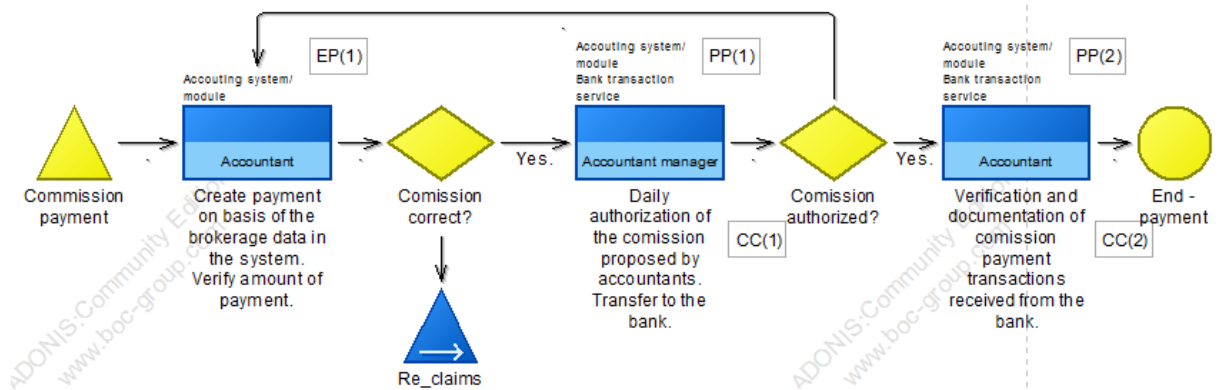 EP(1)
Accouting system/
module
Accountant
Accouting system/
module
Bank transaction
service
PP(1)
Accountant manager
Accouting system/
module
Bank transaction
service
PP(2)
Accountant
Commission
payment
Create payment
on basis of the
brokerage data in
the system.
Verify amount of
payment.
Comission
correct?
Yes.
Daily
authorization of
the comission
proposed by
accountants.
Transfer to the
bank.
CC(1)
Comission
authorized?
Yes.
Verification and
documentation of
comission
payment
transactions
received from the
bank.
CC(2)
End -
payment
Re_claims
ADONIS:Community Edition
www.boc-group.com
ADONIS:Community Edition
www.boc-group.com